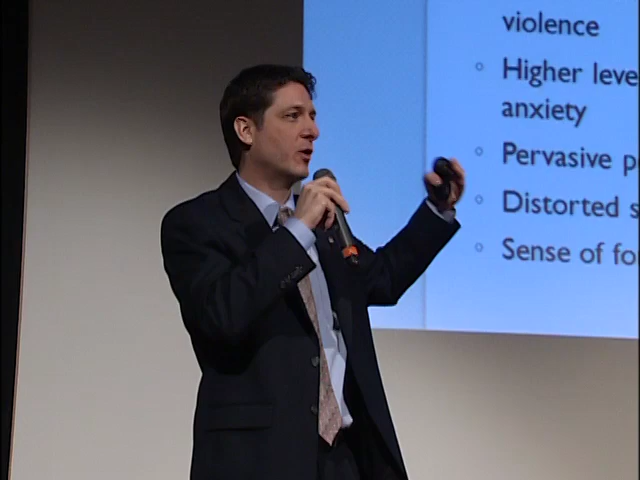 violence
Higher leve
anxiety
Pervasive p
Distorted s
Sense of fo